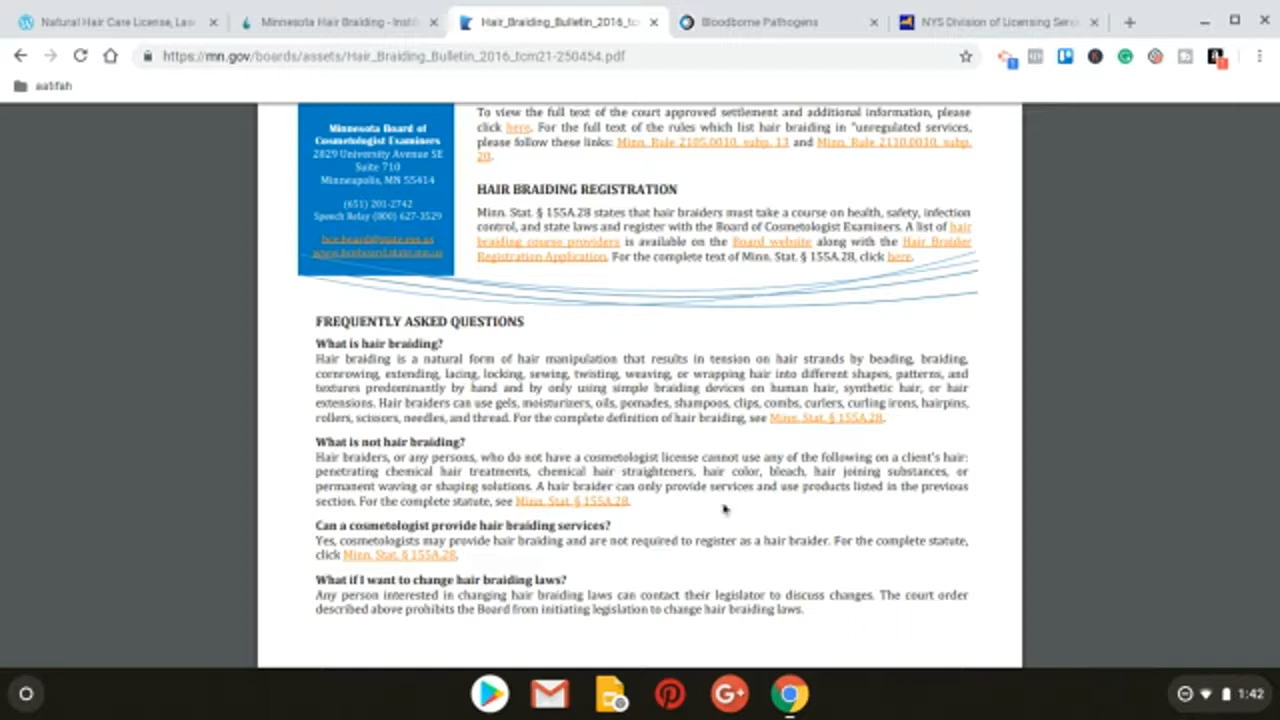 Natural Hair Care License, Law
Minnesota Hair Braiding - Insti
Hair_Braiding_Bulletin_2016_tc
Bloodborne Pathogens
NYS Division of Licensing Serv
https://mn.gov/boards/assets/Hair_Braiding_Bulletin_2016_tcm21-250454.pdf
aatifah
Minnesota Board of
Cosmetologist Examiners
2829 University Avenue SE
Suite 710
Minneapolis, MN 55414
(651) 201-2742
Speech Relay (800) 627-3529
bce.board@state.mn.us
www.bceboard.state.mn.us
To view the full text of the court approved settlement and additional information, please
click here. For the full text of the rules which list hair braiding in "unregulated services,
please follow these links: Minn. Rule 2105.0010, subp. 13 and Minn. Rule 2110.0010, subp.
20.
HAIR BRAIDING REGISTRATION
Minn. Stat. § 155A.28 states that hair braiders must take a course on health, safety, infection
control, and state laws and register with the Board of Cosmetologist Examiners. A list of hair
braiding course providers is available on the Board website along with the Hair Braider
Registration Application. For the complete text of Minn. Stat. § 155A.28, click here.
FREQUENTLY ASKED QUESTIONS
What is hair braiding?
Hair braiding is a natural form of hair manipulation that results in tension on hair strands by beading, braiding,
cornrowing, extending, lacing, locking, sewing, twisting, weaving, or wrapping hair into different shapes, patterns, and
textures predominantly by hand and by only using simple braiding devices on human hair, synthetic hair, or hair
extensions. Hair braiders can use gels, moisturizers, oils, pomades, shampoos, clips, combs, curlers, curling irons, hairpins,
rollers, scissors, needles, and thread. For the complete definition of hair braiding, see Minn. Stat. § 155A.28.
What is not hair braiding?
Hair braiders, or any persons, who do not have a cosmetologist license cannot use any of the following on a client's hair:
penetrating chemical hair treatments, chemical hair straighteners, hair color, bleach, hair joining substances, or
permanent waving or shaping solutions. A hair braider can only provide services and use products listed in the previous
section. For the complete statute, see Minn. Stat. § 155A.28.
Can a cosmetologist provide hair braiding services?
Yes, cosmetologists may provide hair braiding and are not required to register as a hair braider. For the complete statute,
click Minn. Stat. § 155A.28.
What if I want to change hair braiding laws?
Any person interested in changing hair braiding laws can contact their legislator to discuss changes. The court order
described above prohibits the Board from initiating legislation to change hair braiding laws.
1:42